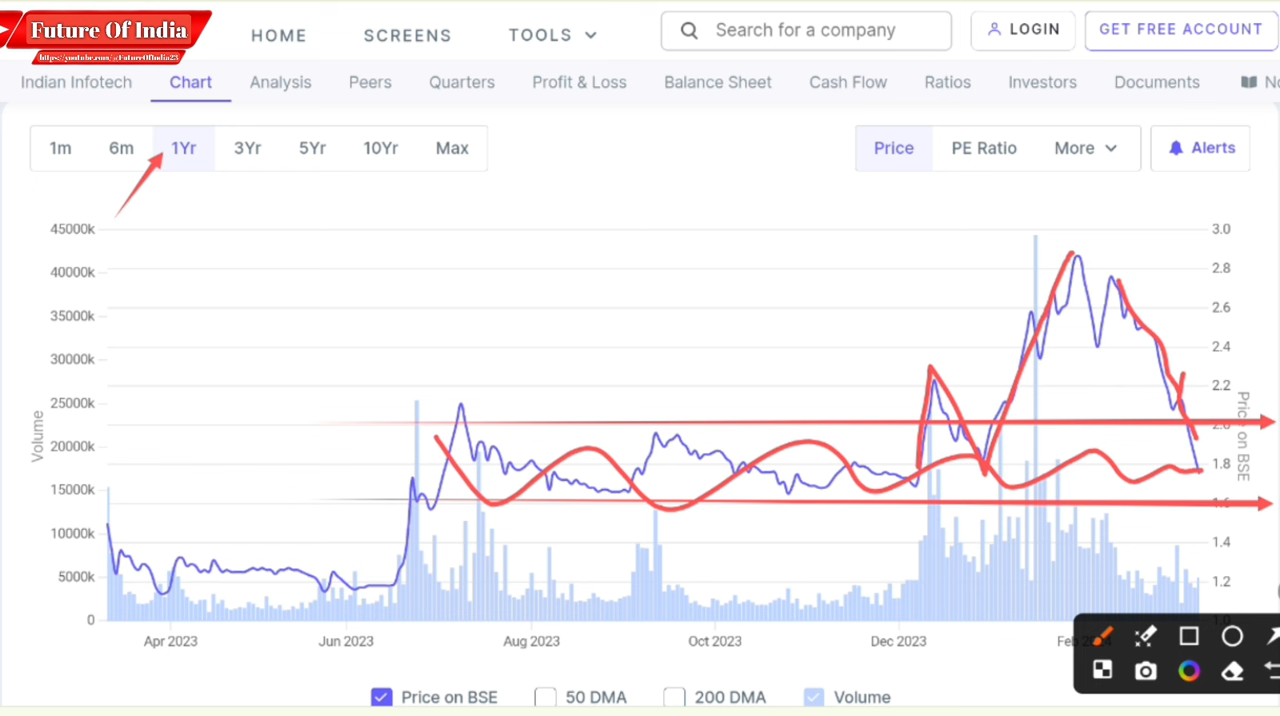 Future Of India
https://youtube.com/@FutureOfIndia23
HOME SCREENS TOOLS
Search for a company
LOGIN GET FREE ACCOUNT
Indian Infotech Chart Analysis Peers Quarters Profit & Loss Balance Sheet Cash Flow Ratios Investors Documents
1m 6m 1Yr 3Yr 5Yr 10Yr Max
Price PE Ratio More Alerts
45000k 3.0
40000k 2.8
35000k 2.6
30000k 2.4
25000k 2.2
20000k 2.0
15000k 1.8
10000k 1.6
5000k 1.4
0 1.2
1.0
Volume
Price on BSE
Apr 2023 Jun 2023 Aug 2023 Oct 2023 Dec 2023 Feb
Price on BSE 50 DMA 200 DMA Volume